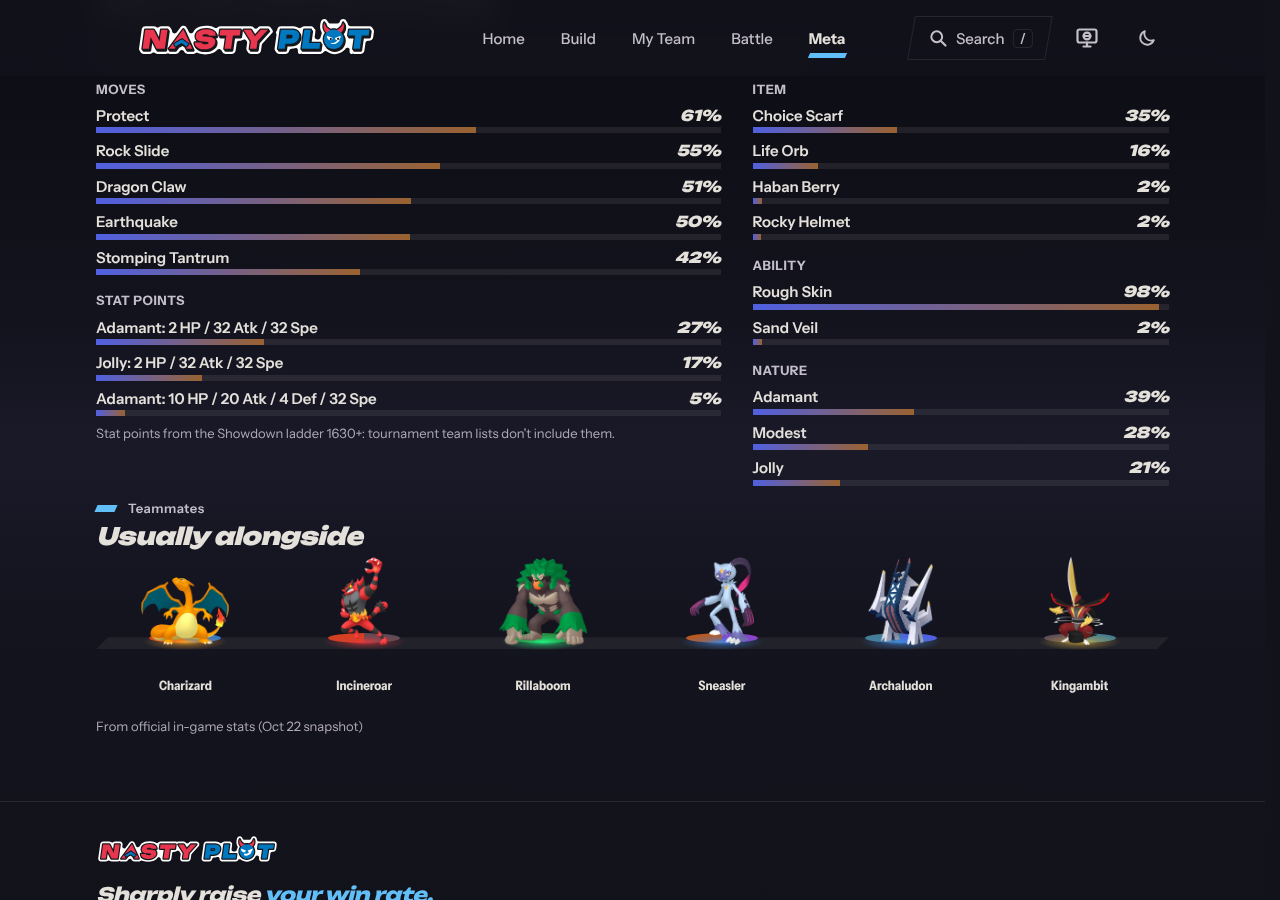 NASTY PLOT
Home
Build
My Team
Battle
Meta
Search /
MOVES
Protect 61%
Rock Slide 55%
Dragon Claw 51%
Earthquake 50%
Stomping Tantrum 42%
STAT POINTS
Adamant: 2 HP / 32 Atk / 32 Spe 27%
Jolly: 2 HP / 32 Atk / 32 Spe 17%
Adamant: 10 HP / 20 Atk / 4 Def / 32 Spe 5%
Stat points from the Showdown ladder 1630+: tournament team lists don't include them.
ITEM
Choice Scarf 35%
Life Orb 16%
Haban Berry 2%
Rocky Helmet 2%
ABILITY
Rough Skin 98%
Sand Veil 2%
NATURE
Adamant 39%
Modest 28%
Jolly 21%
Teammates
Usually alongside
Charizard
Incineroar
Rillaboom
Sneasler
Archaludon
Kingambit
From official in-game stats (Oct 22 snapshot)
NASTY PLOT
Sharply raise your win rate.